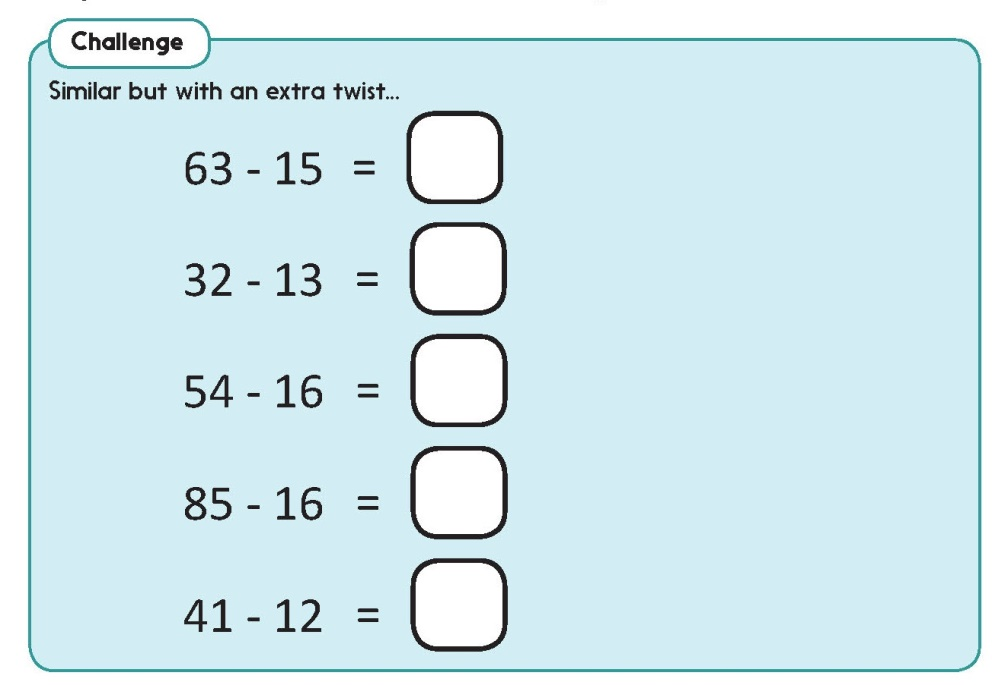 Challenge
Similar but with an extra twist...
63 - 15 =
32 - 13 =
54 - 16 =
85 - 16 =
41 - 12 =